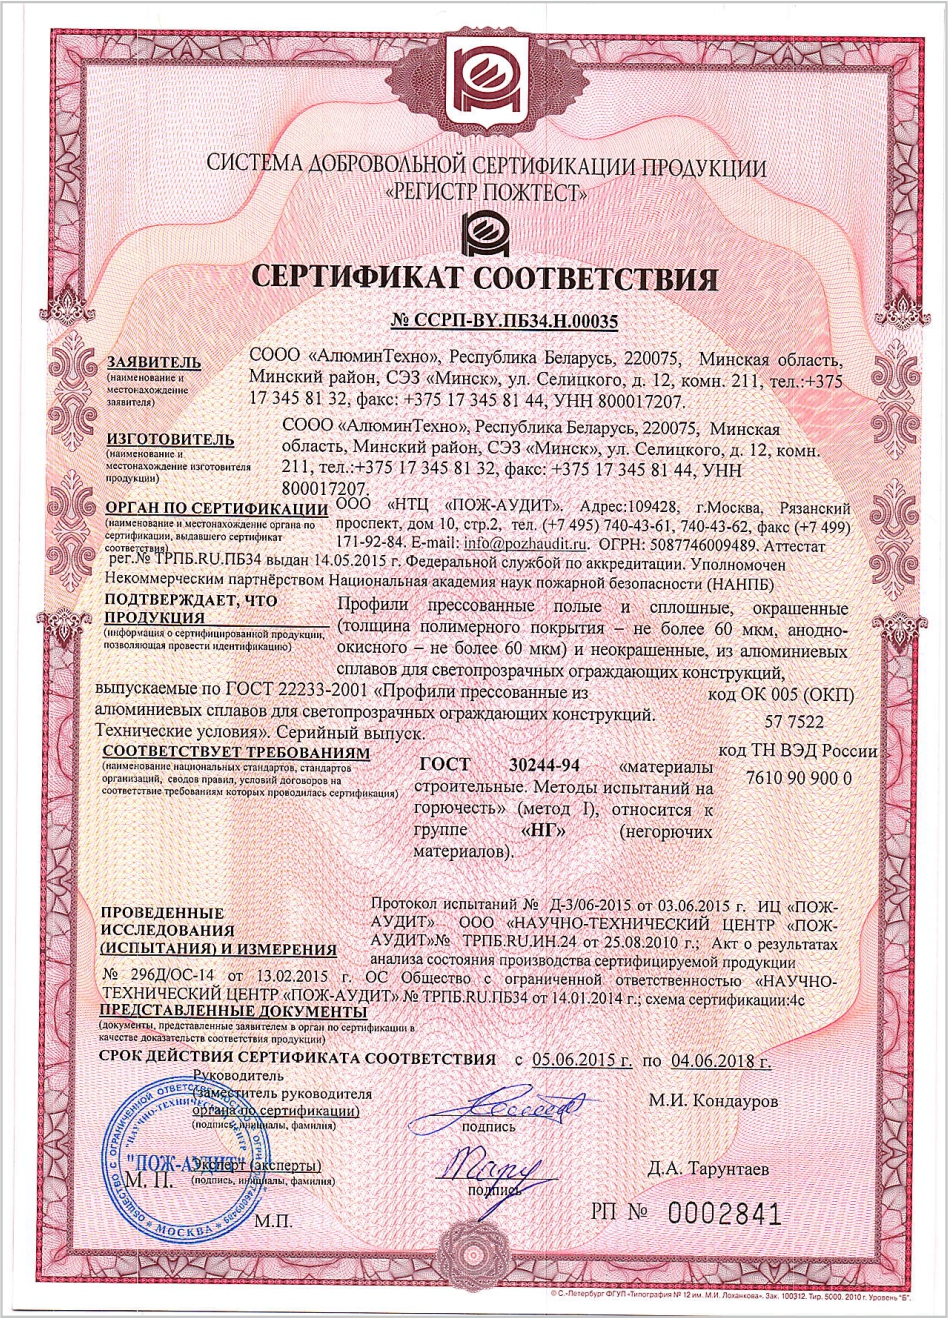 СИСТЕМА ДОБРОВОЛЬНОЙ СЕРТИФИКАЦИИ ПРОДУКЦИИ
«РЕГИСТР ПОЖТЕСТ»
СЕРТИФИКАТ СООТВЕТСТВИЯ
№ ССРП-BY.ПБ34.Н.00035
ЗАЯВИТЕЛЬ
(наименование и
местонахождение
заявителя)
СООО «АлюминТехно», Республика Беларусь, 220075, Минская область,
Минский район, СЭЗ «Минск», ул. Селицкого, д. 12, комн. 211, тел.:+375
17 345 81 32, факс: +375 17 345 81 44, УНН 800017207.
ИЗГОТОВИТЕЛЬ
(наименование и
местонахождение изготовителя
продукции)
СООО «АлюминТехно», Республика Беларусь, 220075, Минская
область, Минский район, СЭЗ «Минск», ул. Селицкого, д. 12, комн.
211, тел.:+375 17 345 81 32, факс: +375 17 345 81 44, УНН
800017207.
ОРГАН ПО СЕРТИФИКАЦИИ
(наименование и местонахождение органа по
сертификации, выдавшего сертификат
соответствия)
ООО «НТЦ «ПОЖ-АУДИТ». Адрес:109428, г.Москва, Рязанский
проспект, дом 10, стр.2, тел. (+7 495) 740-43-61, 740-43-62, факс (+7 499)
171-92-84. E-mail: info@pozhaudit.ru. ОГРН: 5087746009489. Аттестат
рег.№ ТРПБ.RU.ПБ34 выдан 14.05.2015 г. Федеральной службой по аккредитации. Уполномочен
Некоммерческим партнёрством Национальная академия наук пожарной безопасности (НАНПБ)
ПОДТВЕРЖДАЕТ, ЧТО
ПРОДУКЦИЯ
(информация о сертифицированной продукции,
позволяющая провести идентификацию)
Профили прессованные полые и сплошные, окрашенные
(толщина полимерного покрытия – не более 60 мкм, анодно-
окисного – не более 60 мкм) и неокрашенные, из алюминиевых
сплавов для светопрозрачных ограждающих конструкций,
выпускаемые по ГОСТ 22233-2001 «Профили прессованные из
алюминиевых сплавов для светопрозрачных ограждающих конструкций.
Технические условия». Серийный выпуск.
код ОК 005 (ОКП)
57 7522
код ТН ВЭД России
7610 90 900 0
СООТВЕТСТВУЕТ ТРЕБОВАНИЯМ
(наименование национальных стандартов, стандартов
организаций, сводов правил, условий договоров на
соответствие требованиям которых проводилась сертификация)
ГОСТ 30244-94 «материалы
строительные. Методы испытаний на
горючесть» (метод I), относится к
группе «НГ» (негорючих
материалов).
ПРОВЕДЕННЫЕ
ИССЛЕДОВАНИЯ
(ИСПЫТАНИЯ) И ИЗМЕРЕНИЯ
Протокол испытаний № Д-3/06-2015 от 03.06.2015 г. ИЦ «ПОЖ-
АУДИТ» ООО «НАУЧНО-ТЕХНИЧЕСКИЙ ЦЕНТР «ПОЖ-
АУДИТ»№ ТРПБ.RU.ИН.24 от 25.08.2010 г.; Акт о результатах
анализа состояния производства сертифицируемой продукции
№ 296Д/ОС-14 от 13.02.2015 г. ОС Общество с ограниченной ответственностью «НАУЧНО-
ТЕХНИЧЕСКИЙ ЦЕНТР «ПОЖ-АУДИТ» № ТРПБ.RU.ПБ34 от 14.01.2014 г.; схема сертификации:4с
ПРЕДСТАВЛЕННЫЕ ДОКУМЕНТЫ
(документы, представленные заявителем в орган по сертификации в
качестве доказательств соответствия продукции)
СРОК ДЕЙСТВИЯ СЕРТИФИКАТА СООТВЕТСТВИЯ с 05.06.2015 г. по 04.06.2018 г.
Руководитель
(заместитель руководителя
органа по сертификации)
(подпись, инициалы, фамилия)
подпись
М.И. Кондауров
Эксперт (эксперты)
(подпись, инициалы, фамилия)
подпись
Д.А. Тарунтаев
М. П.
М.П.
ОБЩЕСТВО С ОГРАНИЧЕННОЙ ОТВЕТСТВЕННОСТЬЮ
"НАУЧНО-ТЕХНИЧЕСКИЙ ЦЕНТР
"ПОЖ-АУДИТ"
* МОСКВА *
РП № 0002841
© С.-Петербург ФГУП «Типография № 12 им. М.И. Лоханкова». Зак. 100312. Тир. 5000. 2010 г. Уровень "Б".